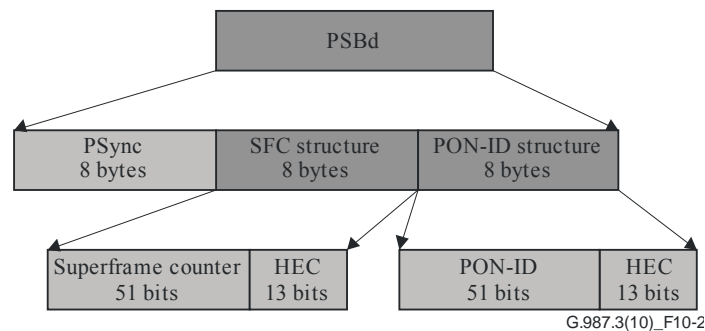 PSBd
PSync
8 bytes
SFC structure
8 bytes
PON-ID structure
8 bytes
Superframe counter
51 bits
HEC
13 bits
PON-ID
51 bits
HEC
13 bits
G.987.3(10)_F10-2